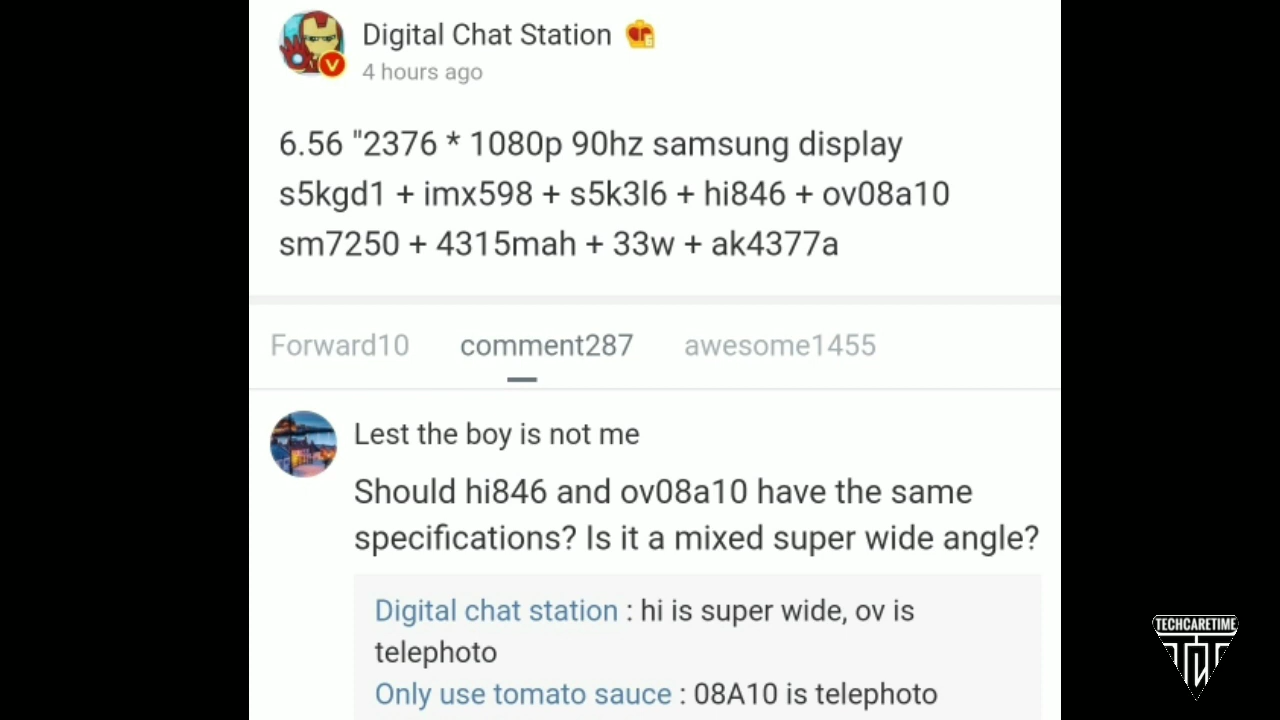 Digital Chat Station
4 hours ago
6.56 "2376 * 1080p 90hz samsung display
s5kgd1 + imx598 + s5k3l6 + hi846 + ov08a10
sm7250 + 4315mah + 33w + ak4377a
Forward10 comment287 awesome1455
Lest the boy is not me
Should hi846 and ov08a10 have the same
specifications? Is it a mixed super wide angle?
Digital chat station : hi is super wide, ov is
telephoto
Only use tomato sauce : 08A10 is telephoto
TECHCARETIME